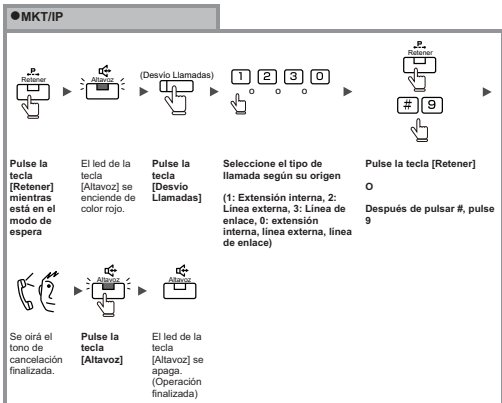 ●MKT/IP
P
Retener
Altavoz
(Desvío Llamadas)
1 2 3 0
P
Retener
# 9
Pulse la
tecla
[Retener]
mientras
está en el
modo de
espera
El led de la
tecla
[Altavoz] se
enciende de
color rojo.
Pulse la
tecla
[Desvío
Llamadas]
Seleccione el tipo de
llamada según su origen
(1: Extensión interna, 2:
Línea externa, 3: Línea de
enlace, 0: extensión
interna, línea externa, línea
de enlace)
Pulse la tecla [Retener]
O
Después de pulsar #, pulse
9
Altavoz
Altavoz
Se oirá el
tono de
cancelación
finalizada.
Pulse la
tecla
[Altavoz]
El led de la
tecla
[Altavoz] se
apaga.
(Operación
finalizada)